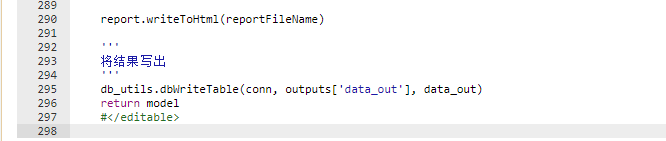 289
290 report.writeToHtml(reportFileName)
291
292 '''
293 将结果写出
294 '''
295 db_utils.dbWriteTable(conn, outputs['data_out'], data_out)
296 return model
297 #</editable>
298